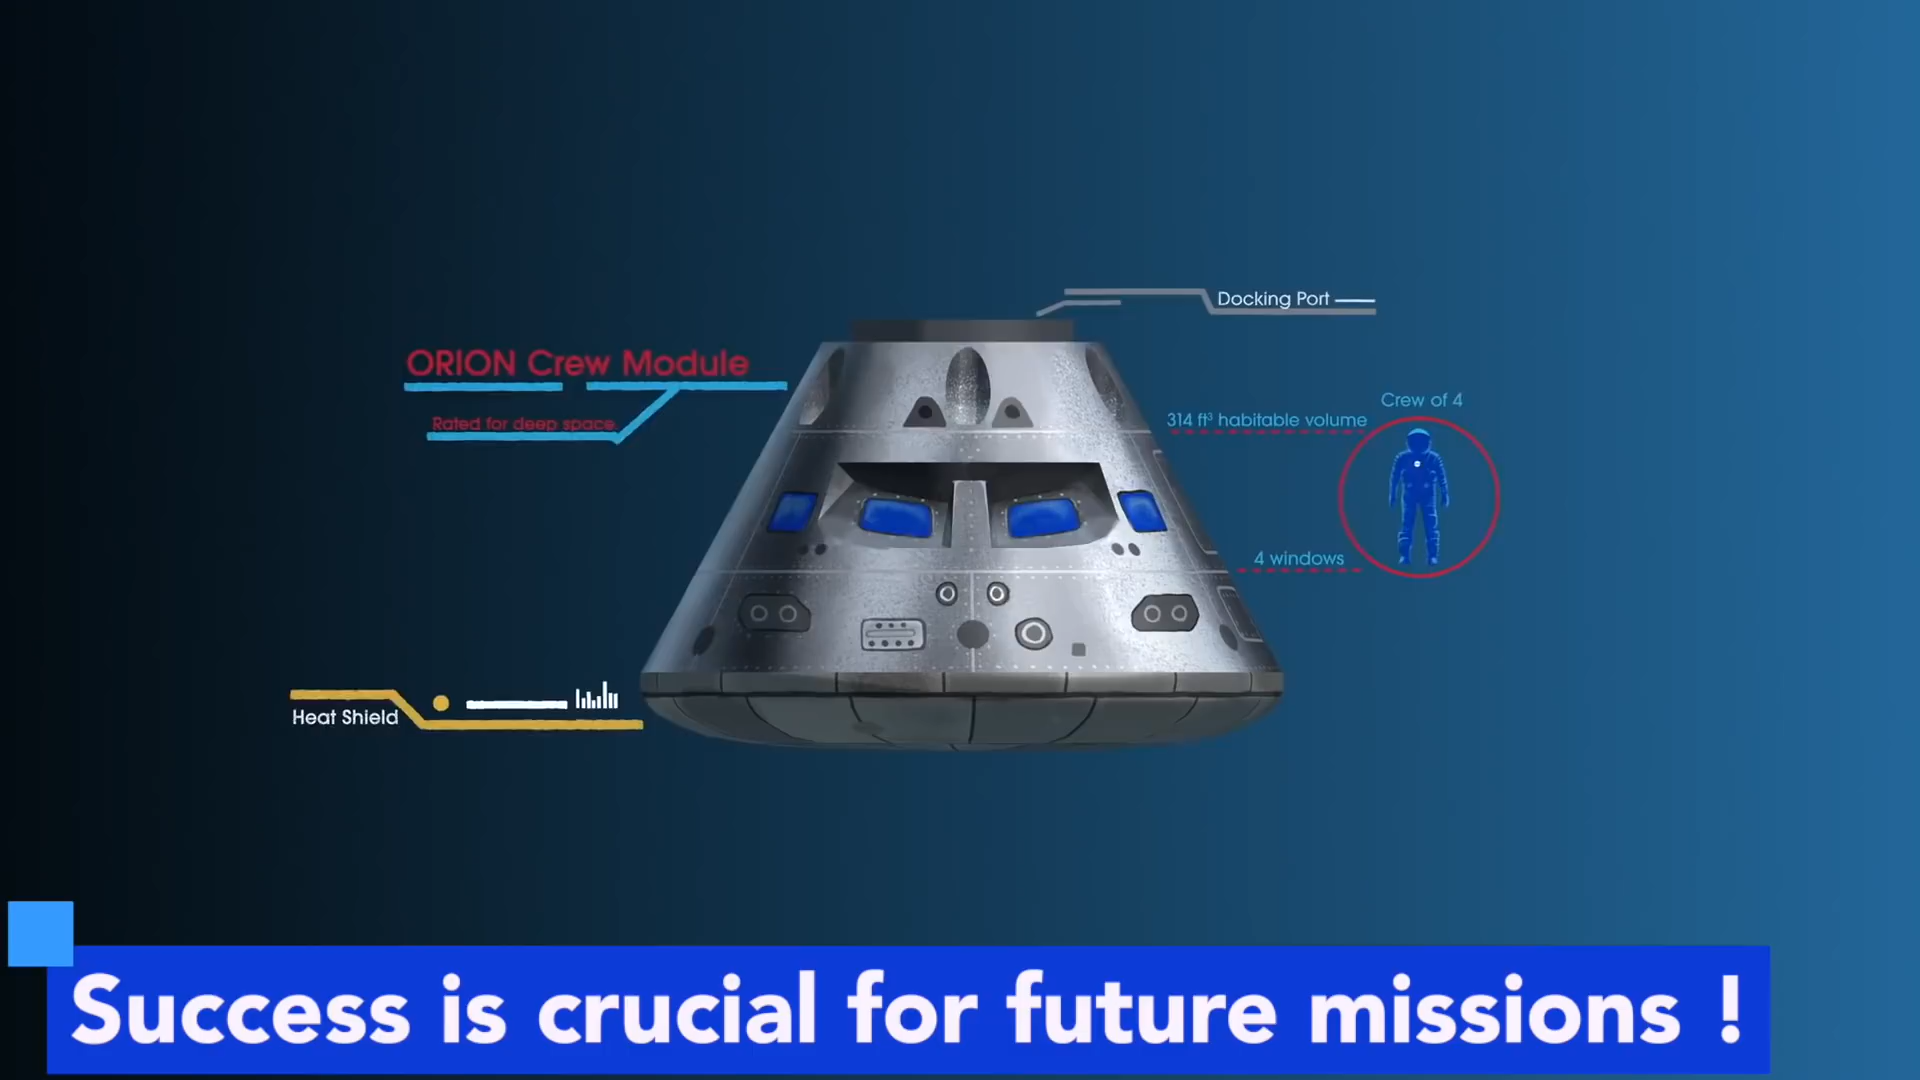 Docking Port
ORION Crew Module
Rated for deep space
Crew of 4
314 ft³ habitable volume
4 windows
Heat Shield
Success is crucial for future missions !